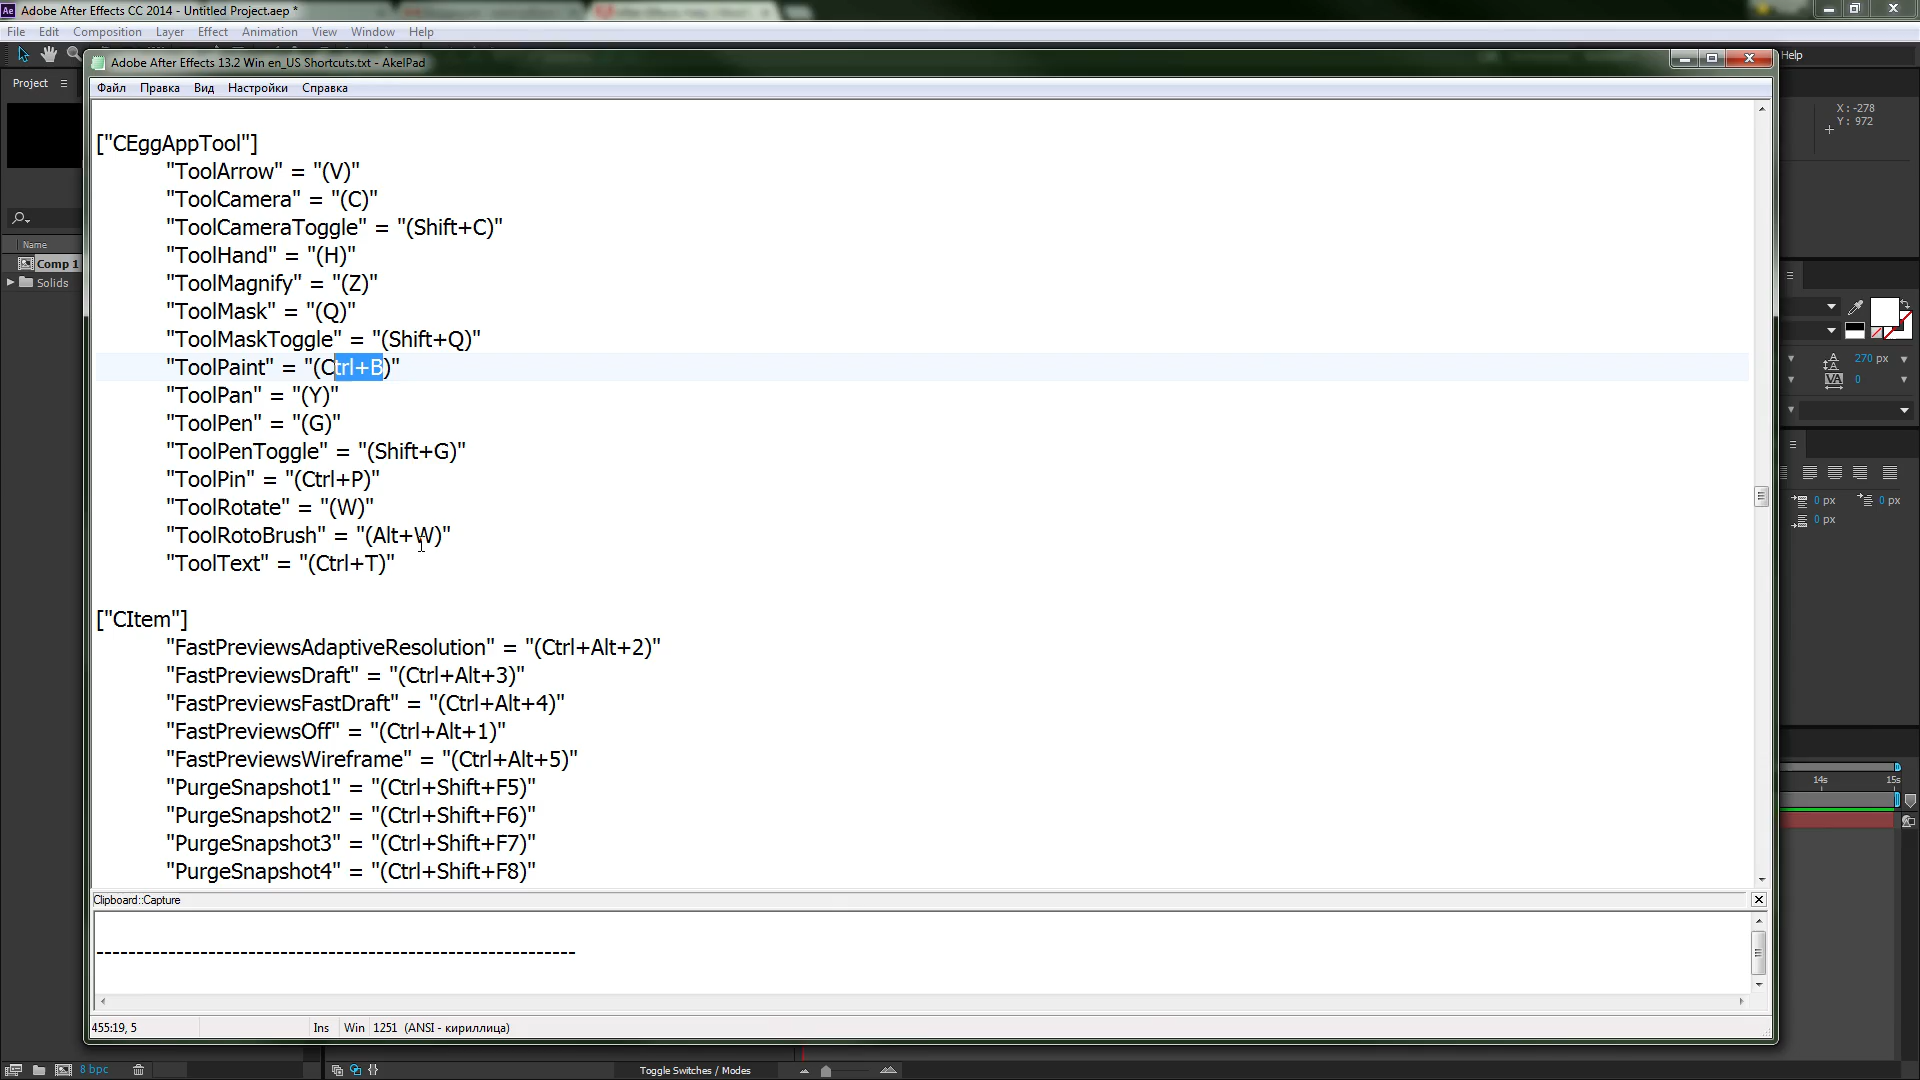 Adobe After Effects CC 2014 - Untitled Project.aep *
File Edit Composition Layer Effect Animation View Window Help
Adobe After Effects 13.2 Win en_US Shortcuts.txt - AkelPad
Help
Project
Файл Правка Вид Настройки Справка
X : -278
Y : 972
["CEggAppTool"]
"ToolArrow" = "(V)"
"ToolCamera" = "(C)"
"ToolCameraToggle" = "(Shift+C)"
"ToolHand" = "(H)"
"ToolMagnify" = "(Z)"
"ToolMask" = "(Q)"
"ToolMaskToggle" = "(Shift+Q)"
"ToolPaint" = "(Ctrl+B)"
"ToolPan" = "(Y)"
"ToolPen" = "(G)"
"ToolPenToggle" = "(Shift+G)"
"ToolPin" = "(Ctrl+P)"
"ToolRotate" = "(W)"
"ToolRotoBrush" = "(Alt+W)"
"ToolText" = "(Ctrl+T)"
["CItem"]
"FastPreviewsAdaptiveResolution" = "(Ctrl+Alt+2)"
"FastPreviewsDraft" = "(Ctrl+Alt+3)"
"FastPreviewsFastDraft" = "(Ctrl+Alt+4)"
"FastPreviewsOff" = "(Ctrl+Alt+1)"
"FastPreviewsWireframe" = "(Ctrl+Alt+5)"
"PurgeSnapshot1" = "(Ctrl+Shift+F5)"
"PurgeSnapshot2" = "(Ctrl+Shift+F6)"
"PurgeSnapshot3" = "(Ctrl+Shift+F7)"
"PurgeSnapshot4" = "(Ctrl+Shift+F8)"
Name
Comp 1
Solids
270 px
0
0 px 0 px
0 px
14s 15s
Clipboard::Capture
------------------------------------------------------------
455:19, 5 Ins Win 1251 (ANSI - кириллица)
8 bpc
Toggle Switches / Modes